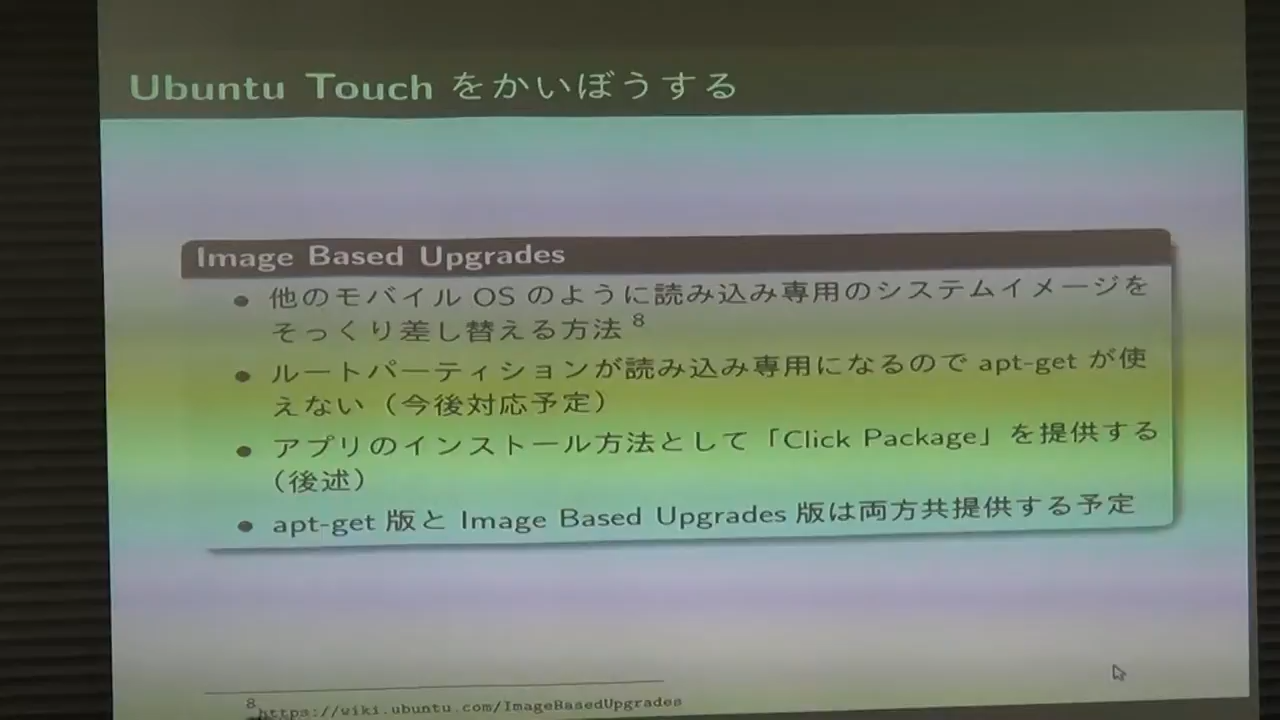 Ubuntu Touch をかいぼうする
Image Based Upgrades
● 他のモバイル OS のように読み込み専用のシステムイメージを
そっくり差し替える方法 8
● ルートパーティションが読み込み専用になるので apt-get が使
えない（今後対応予定）
● アプリのインストール方法として「Click Package」を提供する
（後述）
● apt-get 版と Image Based Upgrades 版は両方共提供する予定
8 https://wiki.ubuntu.com/ImageBasedUpgrades